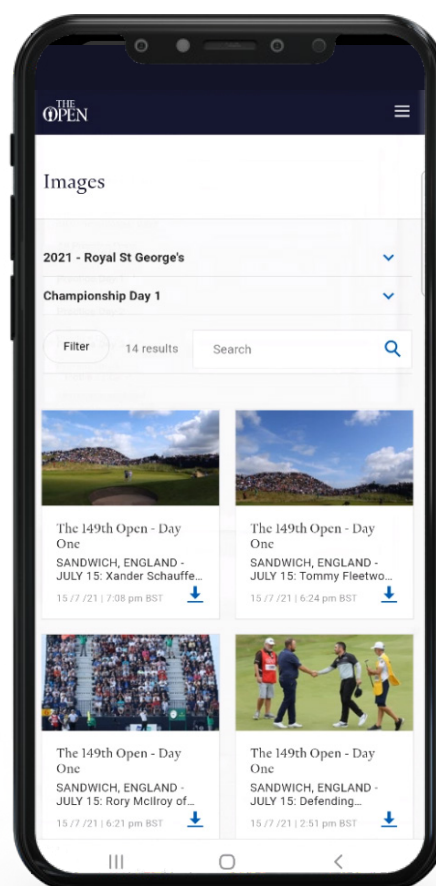 THE
OPEN
Images
2021 - Royal St George's
Championship Day 1
Filter
14 results
Search
The 149th Open - Day
One
SANDWICH, ENGLAND -
JULY 15: Xander Schauffe...
15 /7 /21 | 7:08 pm BST
The 149th Open - Day
One
SANDWICH, ENGLAND -
JULY 15: Tommy Fleetwo...
15 /7 /21 | 6:24 pm BST
The 149th Open - Day
One
SANDWICH, ENGLAND -
JULY 15: Rory McIlroy of...
15 /7 /21 | 6:21 pm BST
The 149th Open - Day
One
SANDWICH, ENGLAND -
JULY 15: Defending...
15 /7 /21 | 2:51 pm BST